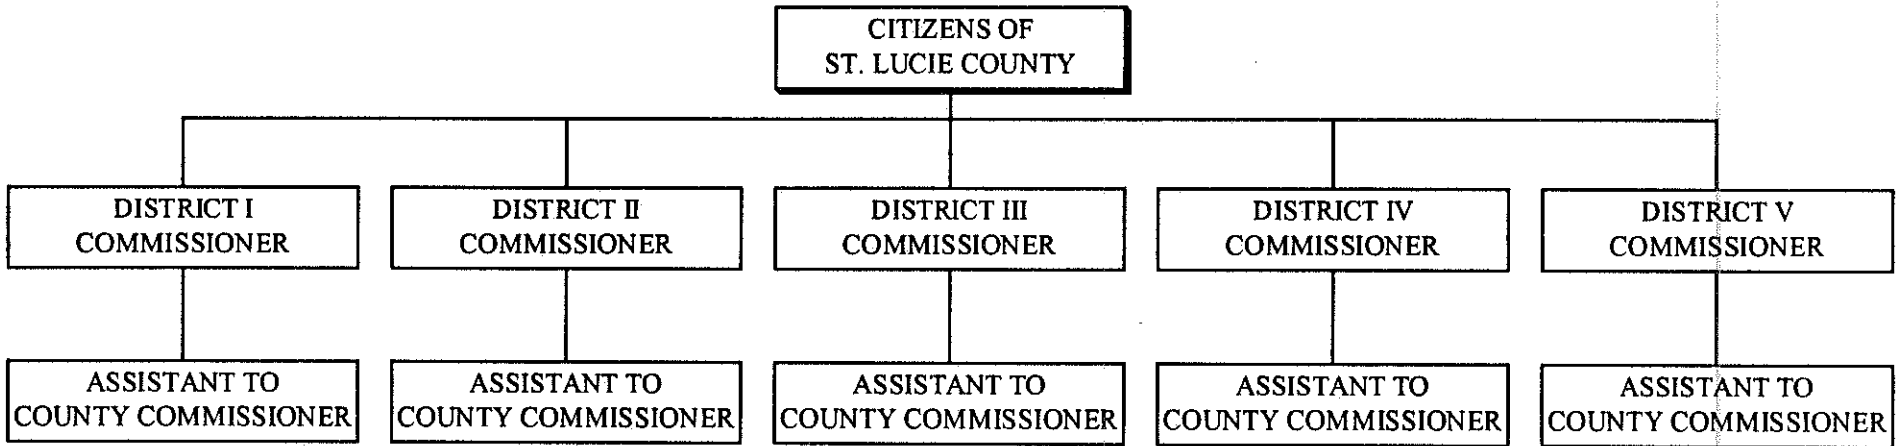 CITIZENS OF
ST. LUCIE COUNTY
DISTRICT I
COMMISSIONER
DISTRICT II
COMMISSIONER
DISTRICT III
COMMISSIONER
DISTRICT IV
COMMISSIONER
DISTRICT V
COMMISSIONER
ASSISTANT TO
COUNTY COMMISSIONER
ASSISTANT TO
COUNTY COMMISSIONER
ASSISTANT TO
COUNTY COMMISSIONER
ASSISTANT TO
COUNTY COMMISSIONER
ASSISTANT TO
COUNTY COMMISSIONER